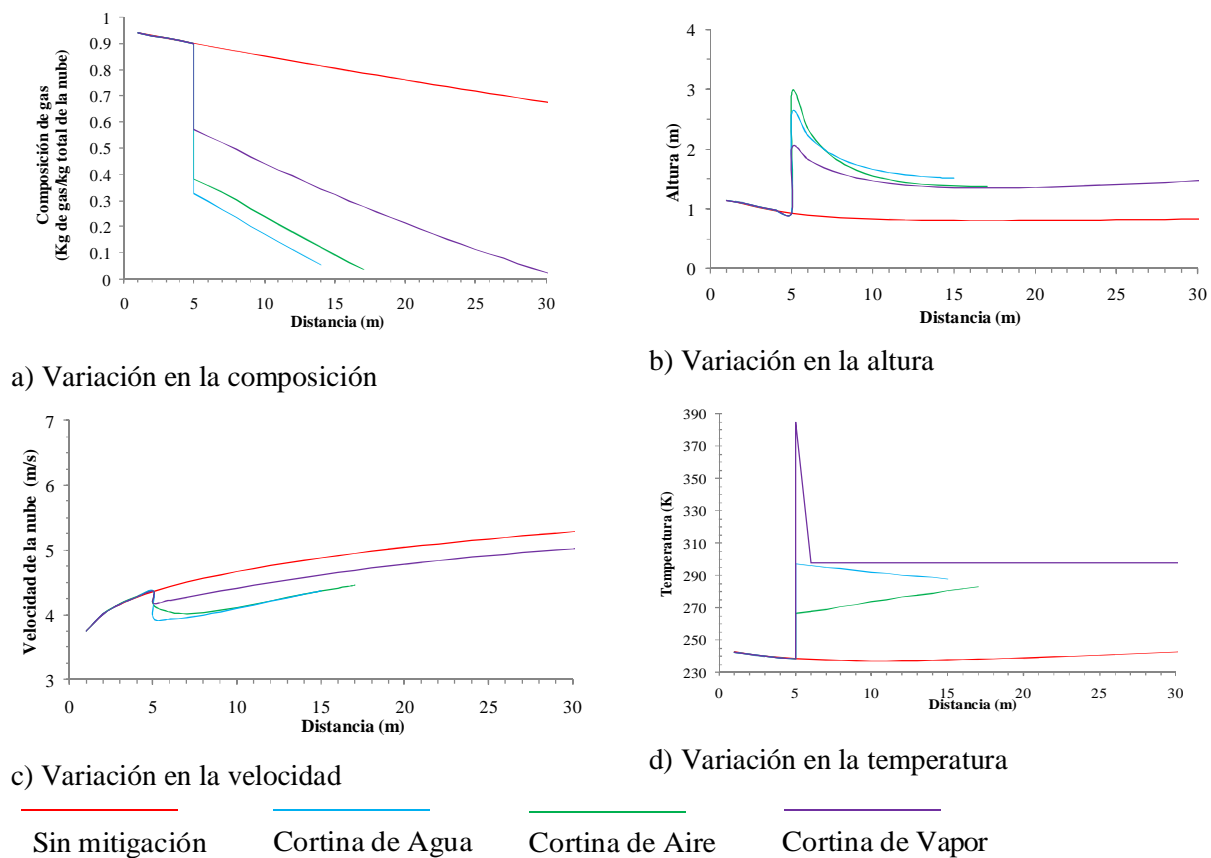 1
0.9
0.8
0.7
0.6
0.5
0.4
0.3
0.2
0.1
0
Composición de gas
(Kg de gas/kg total de la nube)
0 5 10 15 20 25 30
Distancia (m)
a) Variación en la composición
4
3
2
1
0
Altura (m)
0 5 10 15 20 25 30
Distancia (m)
b) Variación en la altura
7
6
5
4
3
Velocidad de la nube (m/s)
0 5 10 15 20 25 30
Distancia (m)
c) Variación en la velocidad
390
370
350
330
310
290
270
250
230
Temperatura (K)
0 5 10 15 20 25 30
Distancia (m)
d) Variación en la temperatura
Sin mitigación Cortina de Agua Cortina de Aire Cortina de Vapor